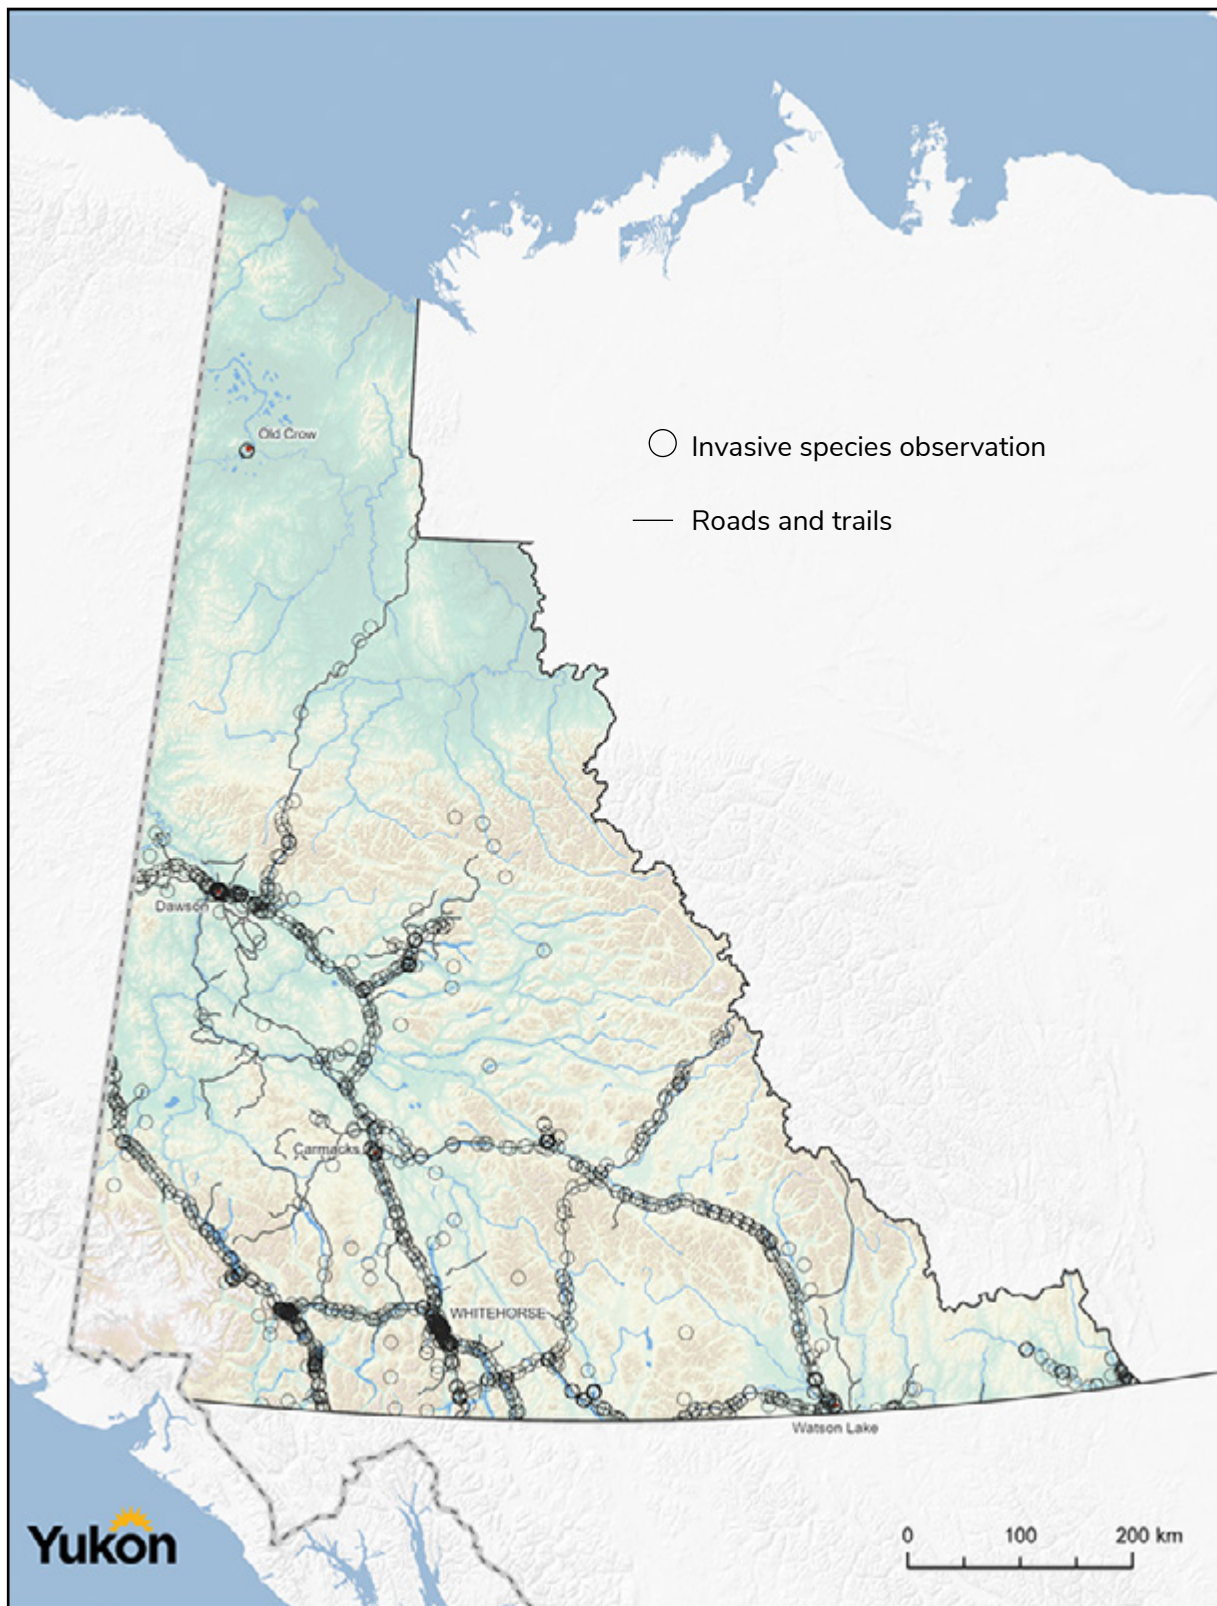 Old Crow
Invasive species observation
Roads and trails
Dawson
Carmacks
WHITEHORSE
Watson Lake
Yukon
0 100 200 km